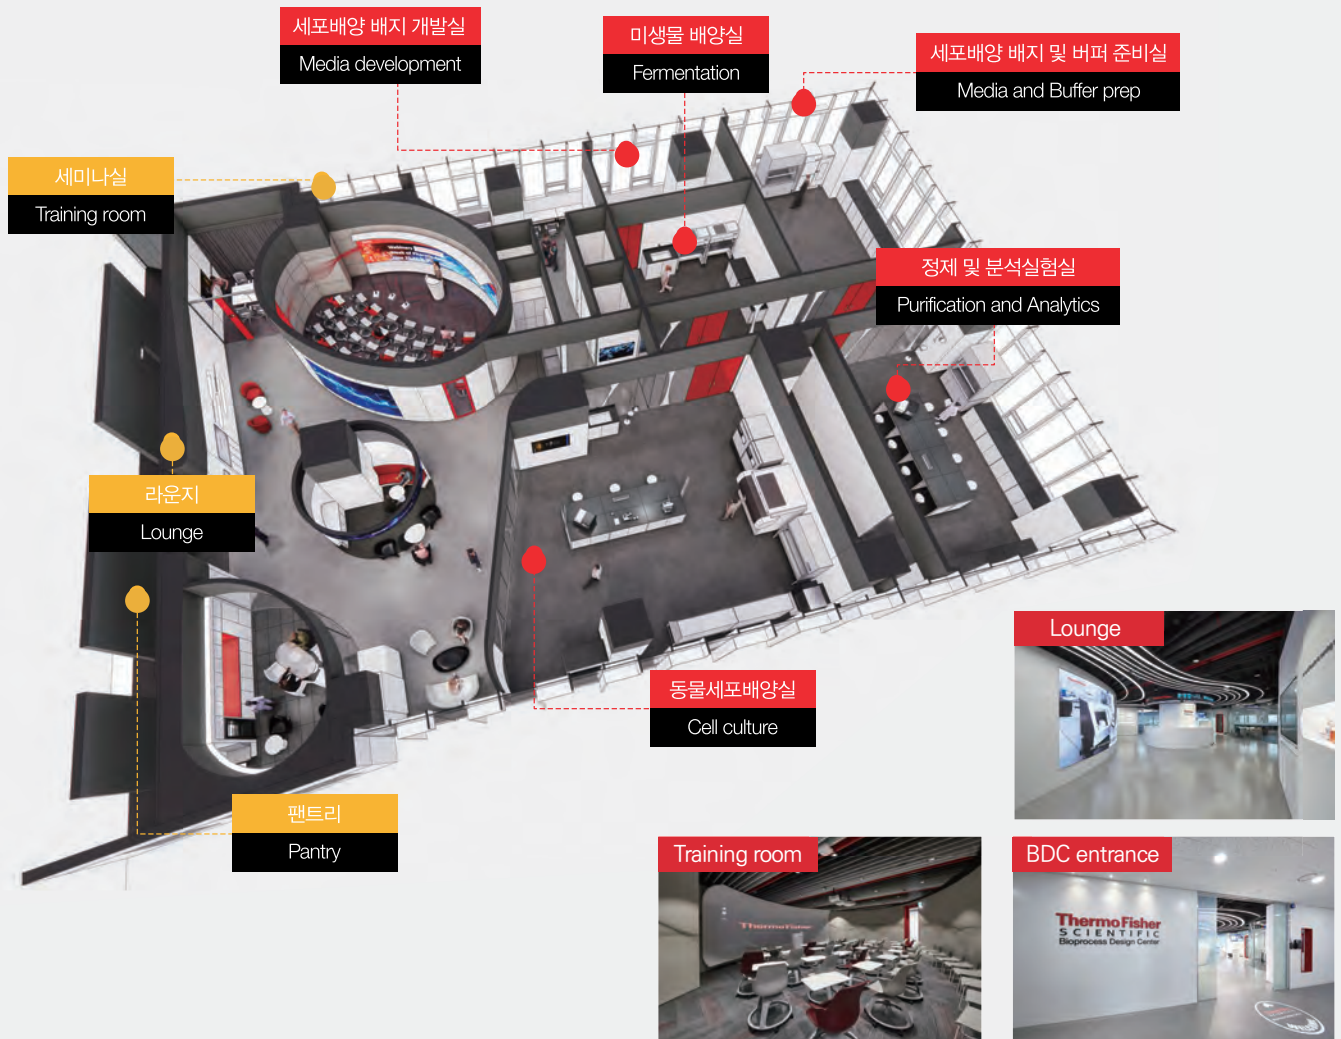 세포배양 배지 개발실
Media development
미생물 배양실
Fermentation
세포배양 배지 및 버퍼 준비실
Media and Buffer prep
세미나실
Training room
정제 및 분석실험실
Purification and Analytics
라운지
Lounge
동물세포배양실
Cell culture
팬트리
Pantry
Lounge
Training room
ThermoFisher
BDC entrance
ThermoFisher
SCIENTIFIC
Bioprocess Design Center